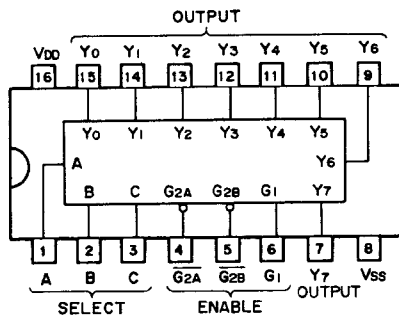 OUTPUT
VDD Y0 Y1 Y2 Y3 Y4 Y5 Y6
16 15 14 13 12 11 10 9
Y0 Y1 Y2 Y3 Y4 Y5
A Y6
B C G2A G2B G1 Y7
1 2 3 4 5 6 7 8
A B C G̅2̅A̅ G̅2̅B̅ G1 Y7 VSS
SELECT ENABLE OUTPUT